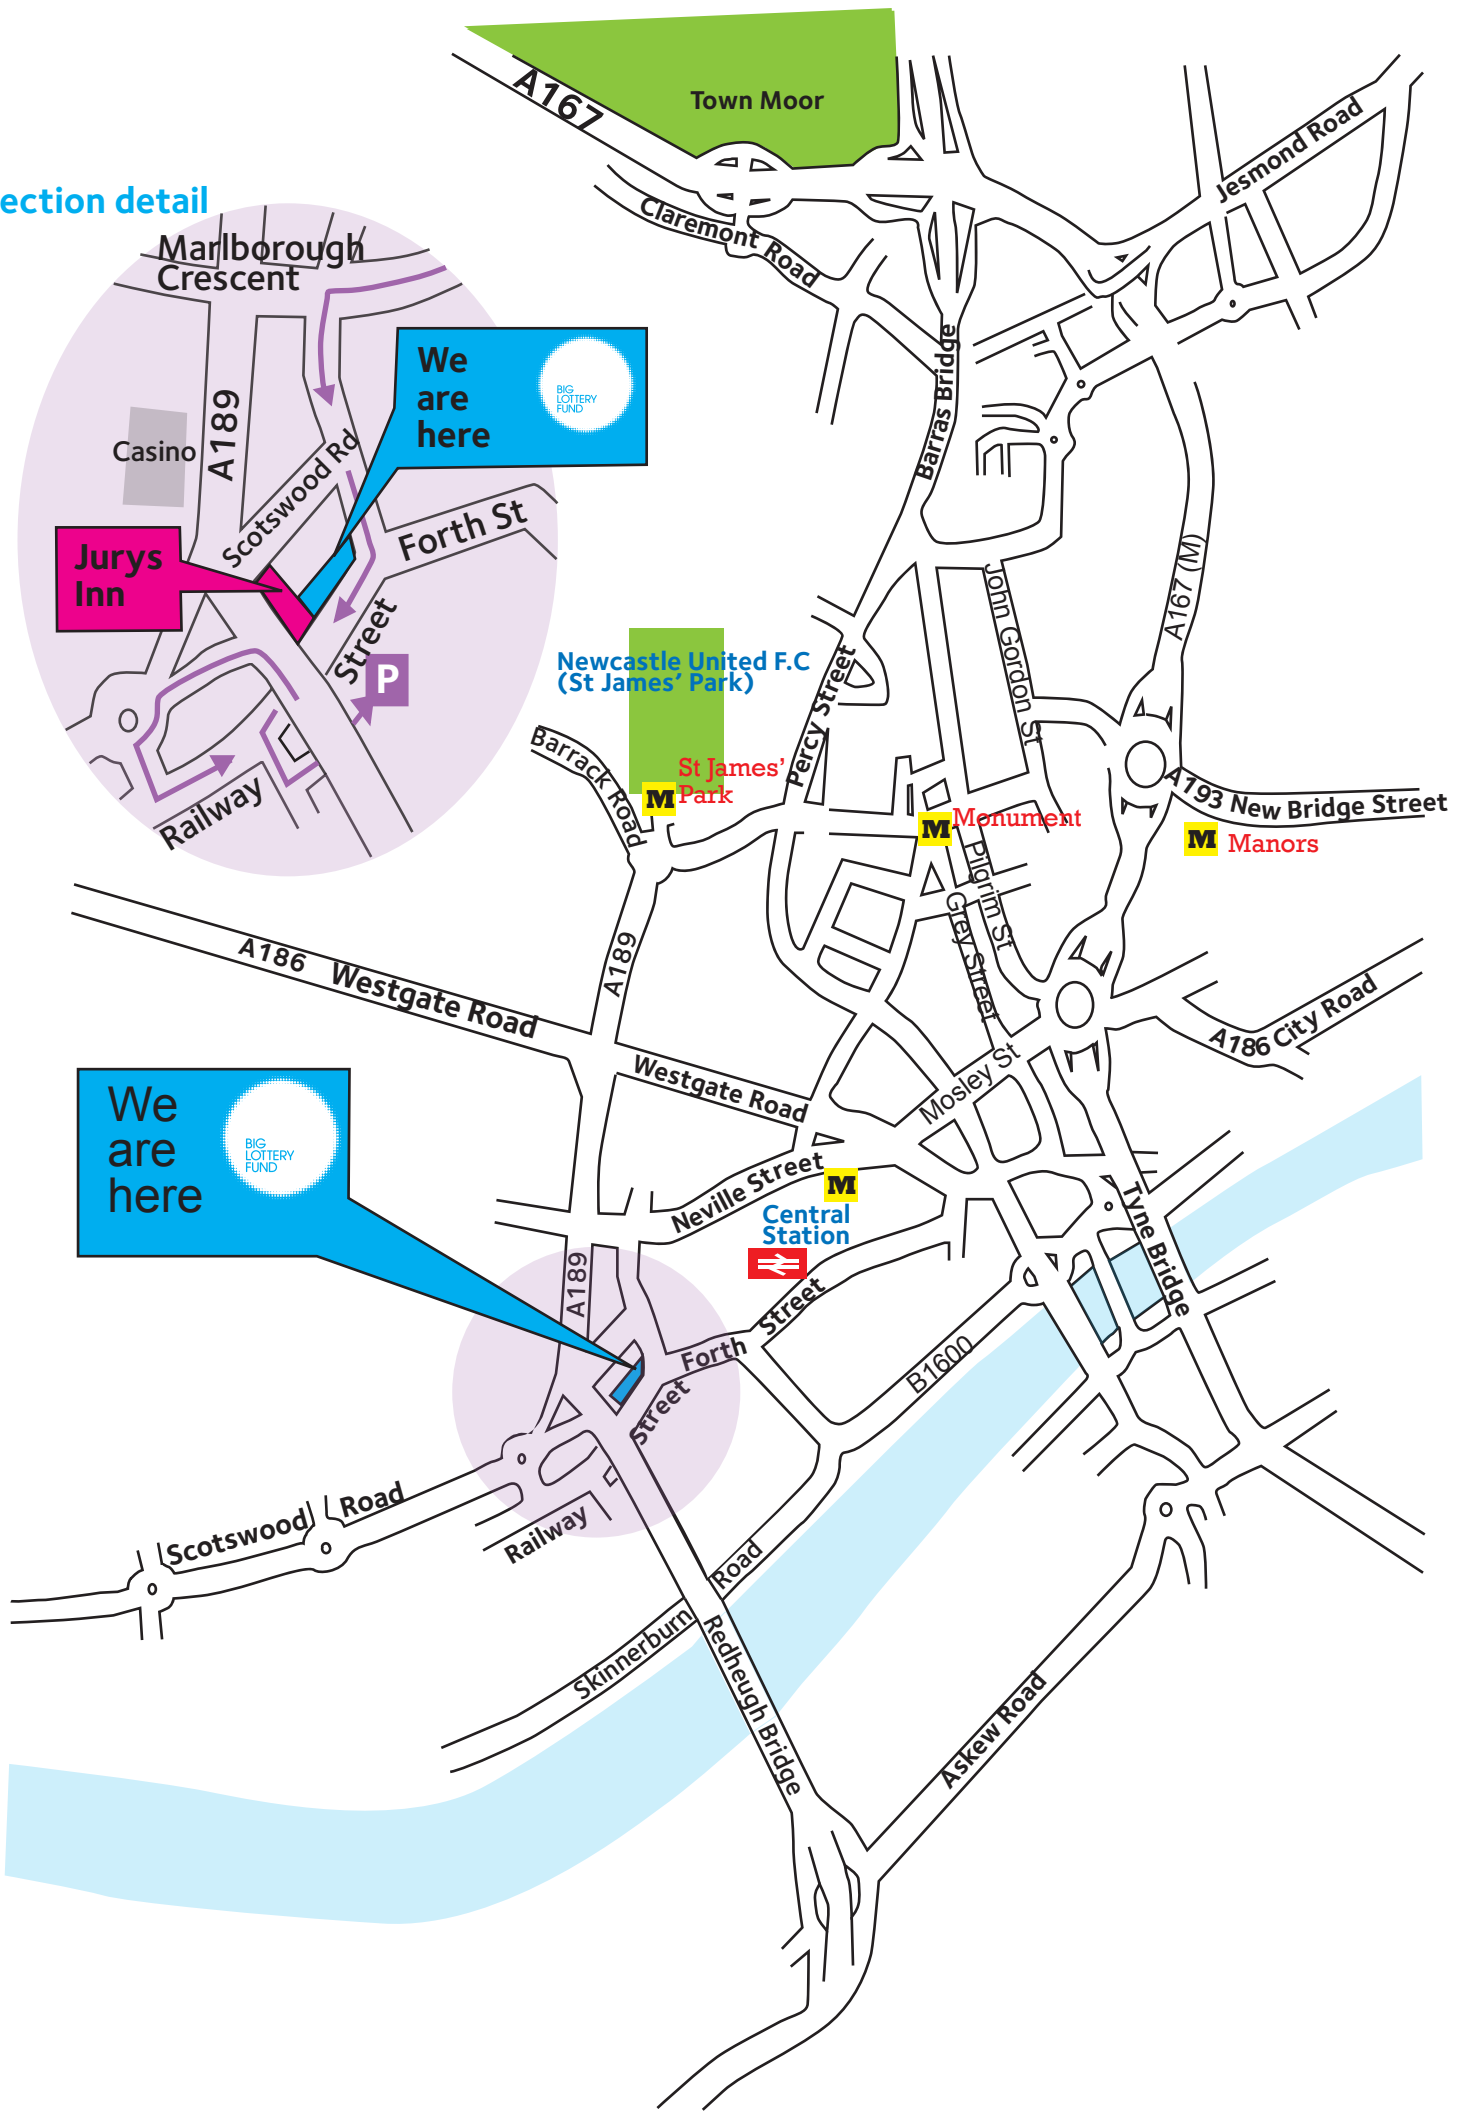 Town Moor
A167
Jesmond Road
ection detail
Claremont Road
Marlborough
Crescent
A189
Casino
Scotswood Rd
We
are
here
BIG
LOTTERY
FUND
Barras Bridge
Forth St
Jurys
Inn
Street
P
Railway
A167 (M)
John Gordon St
Newcastle United F.C
(St James' Park)
Percy Street
Barrack Road
St James'
M
Park
M
Monument
A193 New Bridge Street
M
Manors
Pilgrim St
Grey Street
A189
A186 Westgate Road
A186 City Road
Westgate Road
Mosley St
We
are
here
BIG
LOTTERY
FUND
Neville Street
M
Central
Station
Tyne Bridge
A189
Forth
Street
Street
B1600
Scotswood
Road
Railway
Road
Skinnerburn
Redheugh Bridge
Askew Road